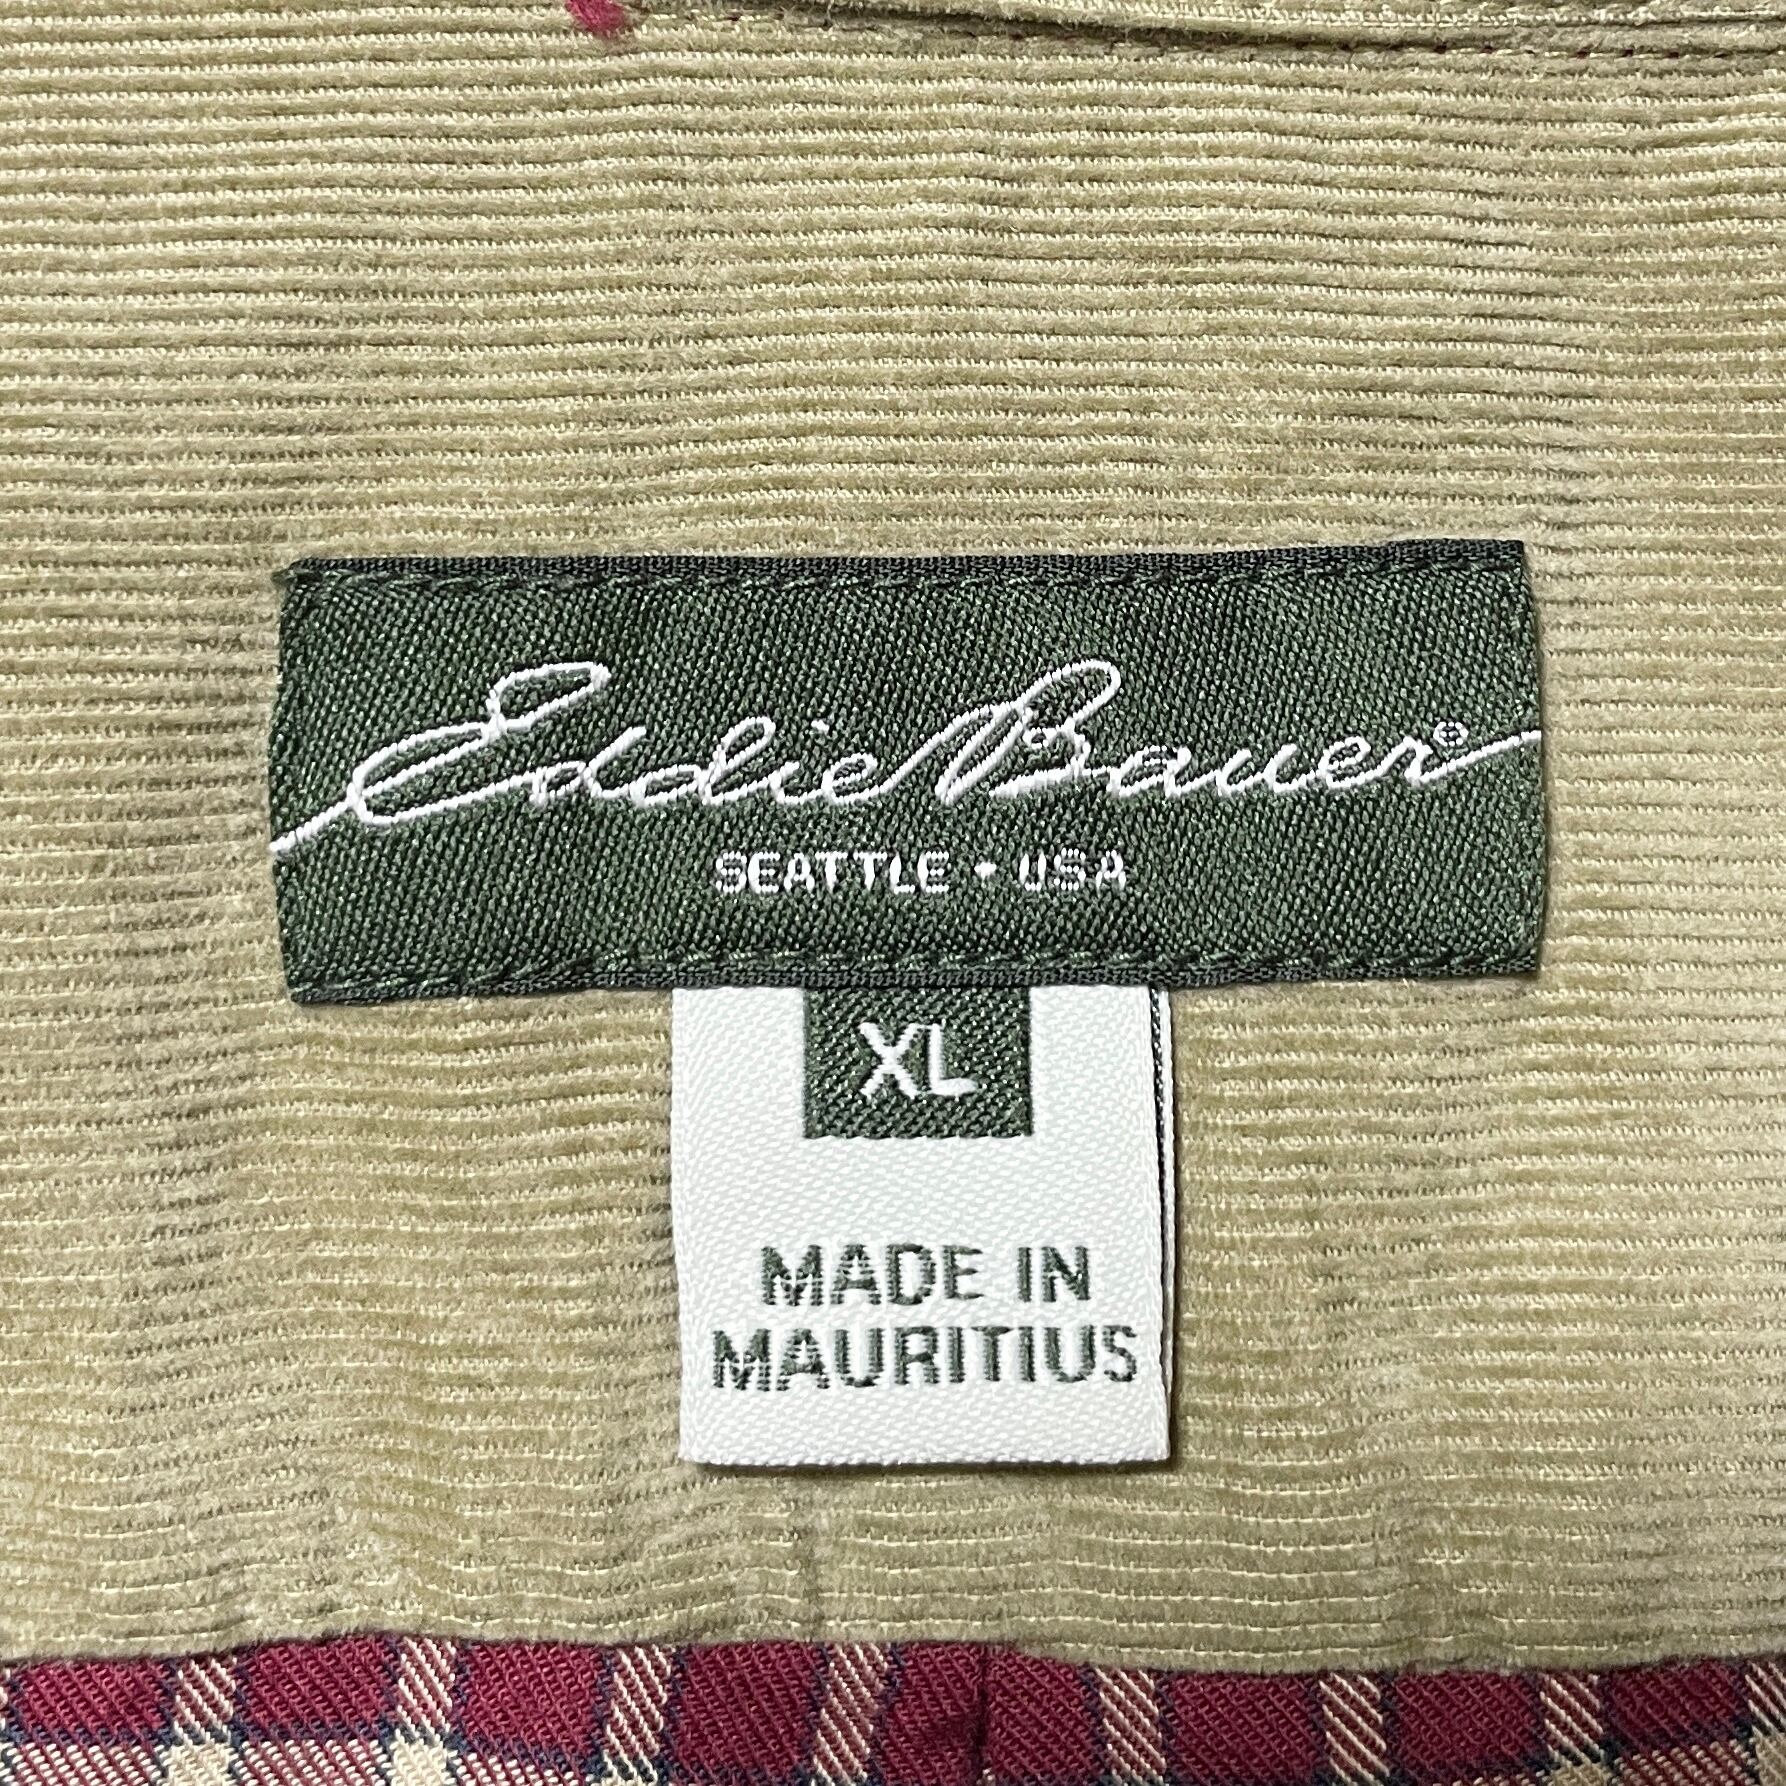 Eddie Bauer®
SEATTLE • USA
XL
MADE IN
MAURITIUS